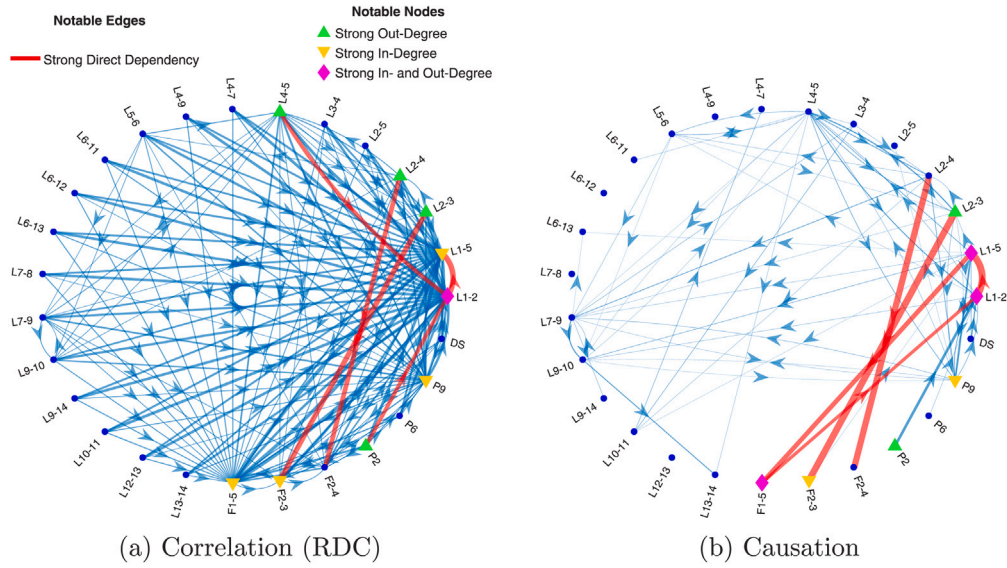 Notable Edges
Strong Direct Dependency
Notable Nodes
Strong Out-Degree
Strong In-Degree
Strong In- and Out-Degree
L4-5
L3-4
L2-5
L2-4
L2-3
L1-5
L1-2
DS
P9
P6
P2
F2-4
F2-3
F1-5
L13-14
L12-13
L10-11
L9-14
L9-10
L7-9
L7-8
L6-13
L6-12
L6-11
L5-6
L4-9
L4-7
(a) Correlation (RDC)
L4-5
L3-4
L2-5
L2-4
L2-3
L1-5
L1-2
DS
P9
P6
P2
F2-4
F2-3
F1-5
L13-14
L12-13
L10-11
L9-14
L9-10
L7-9
L7-8
L6-13
L6-12
L6-11
L5-6
L4-9
L4-7
(b) Causation